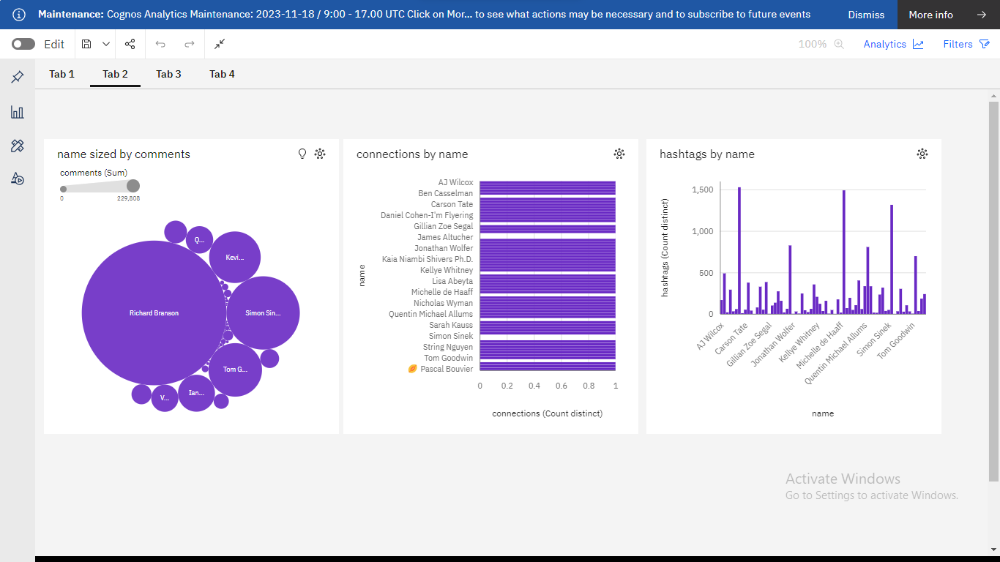 Maintenance: Cognos Analytics Maintenance: 2023-11-18 / 9:00 - 17.00 UTC Click on Mor... to see what actions may be necessary and to subscribe to future events
Dismiss
More info
Edit
100%
Analytics
Filters
Tab 1
Tab 2
Tab 3
Tab 4
name sized by comments
comments (Sum)
0
229,808
Q...
Kevi...
Richard Branson
Simon Sin...
Tom G...
Ian...
V...
connections by name
name
AJ Wilcox
Ben Casselman
Carson Tate
Daniel Cohen-I'm Flyering
Gillian Zoe Segal
James Altucher
Jonathan Wolfer
Kaia Niambi Shivers Ph.D.
Kellye Whitney
Lisa Abeyta
Michelle de Haaff
Nicholas Wyman
Quentin Michael Allums
Sarah Kauss
Simon Sinek
String Nguyen
Tom Goodwin
Pascal Bouvier
0
0.2
0.4
0.6
0.8
1
connections (Count distinct)
hashtags by name
hashtags (Count distinct)
1,500
1,000
500
0
AJ Wilcox
Carson Tate
Gillian Zoe Segal
Jonathan Wolfer
Kellye Whitney
Michelle de Haaff
Quentin Michael Allums
Simon Sinek
Tom Goodwin
name
Activate Windows
Go to Settings to activate Windows.